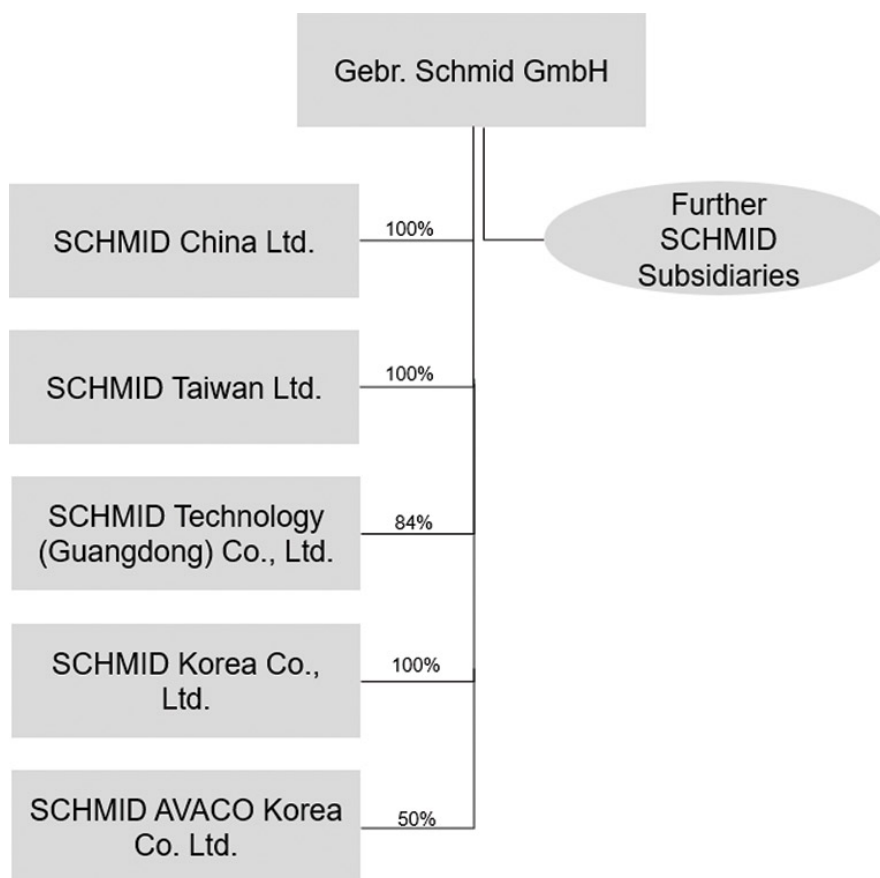 Gebr. Schmid GmbH
Further
SCHMID
Subsidiaries
SCHMID China Ltd.
100%
SCHMID Taiwan Ltd.
100%
SCHMID Technology
(Guangdong) Co., Ltd.
84%
SCHMID Korea Co.,
Ltd.
100%
SCHMID AVACO Korea
Co. Ltd.
50%